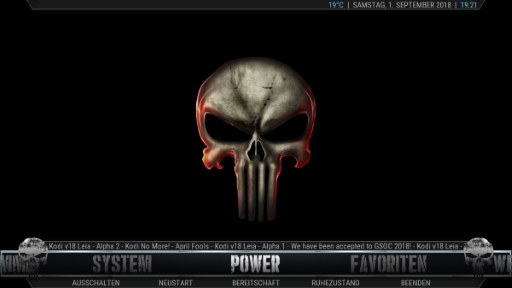 19°C | SAMSTAG, 1. SEPTEMBER 2018 | 19:21
Kodi v18 Leia - Alpha 2 - Kodi No More! - April Fools - Kodi v18 Leia - Alpha 1 - We have been accepted to GSOC 2018! - Kodi v18 Leia -
SYSTEM POWER FAVORITEN
AUSSCHALTEN NEUSTART BEREITSCHAFT RUHEZUSTAND BEENDEN